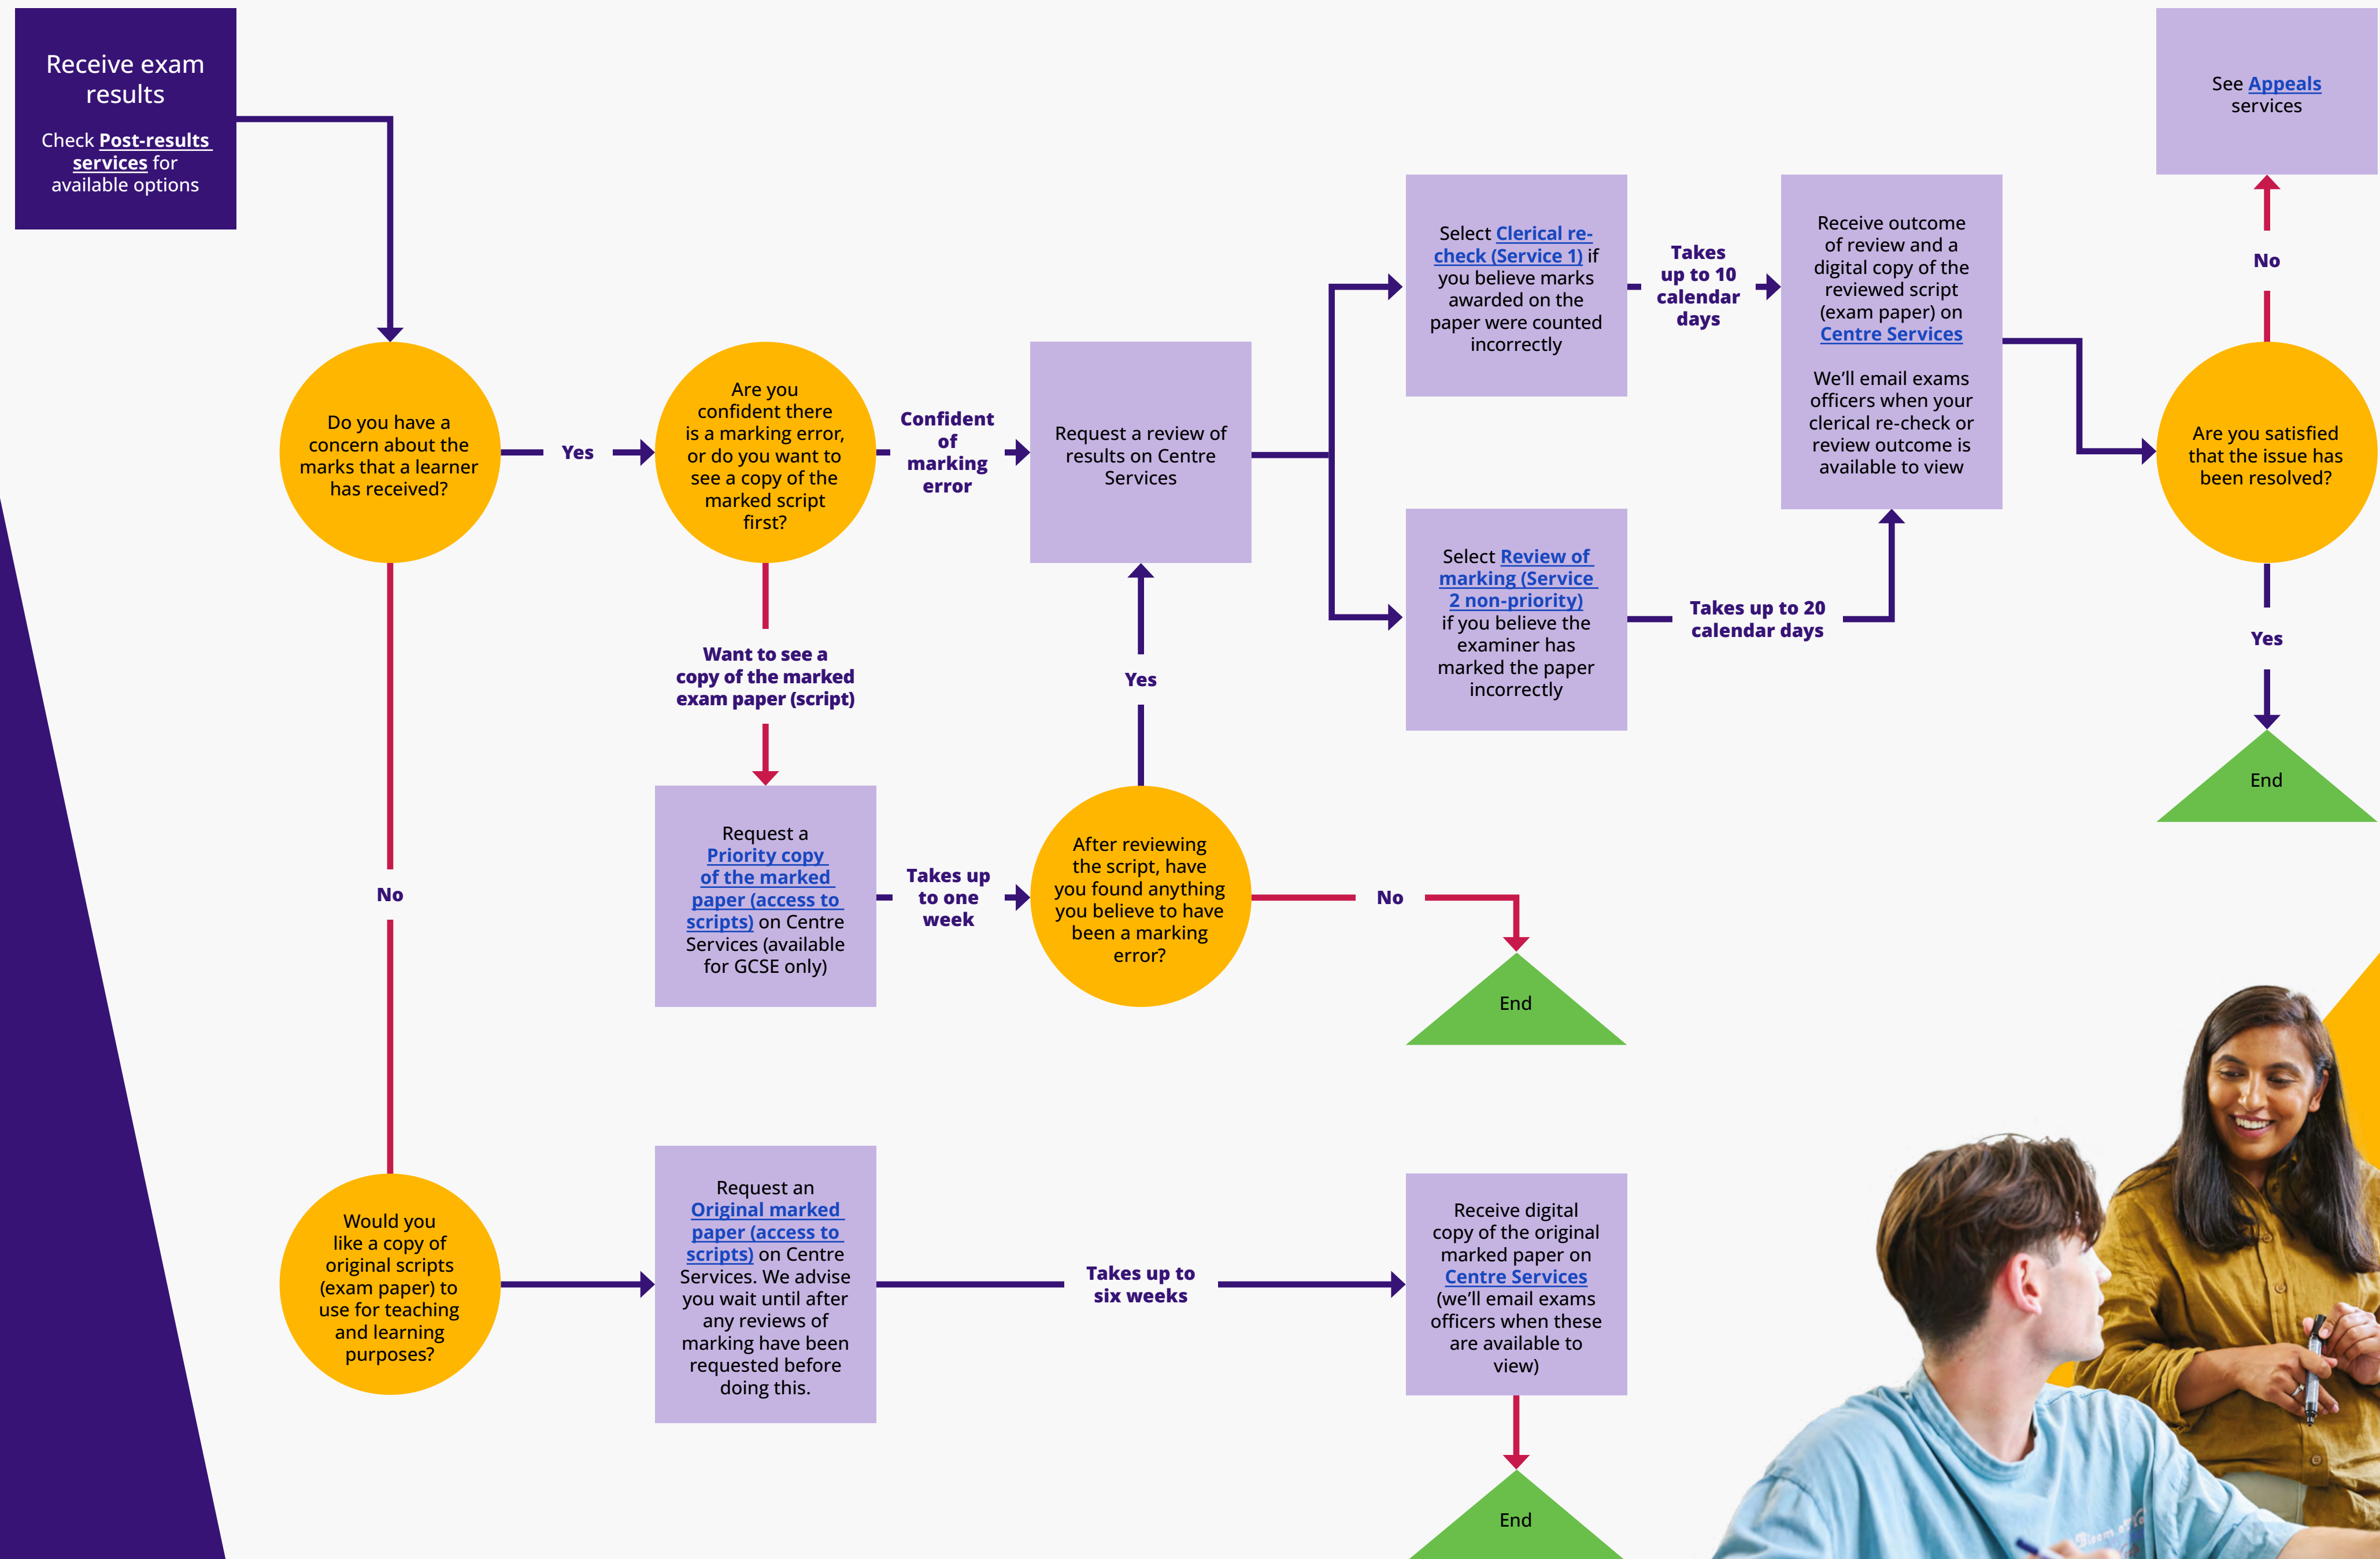 Receive exam
results
Check Post-results
services for
available options
Do you have a
concern about the
marks that a learner
has received?
Yes
Are you
confident there
is a marking error,
or do you want to
see a copy of the
marked script
first?
Confident
of
marking
error
Request a review of
results on Centre
Services
Select Clerical re-
check (Service 1) if
you believe marks
awarded on the
paper were counted
incorrectly
Takes
up to 10
calendar
days
Receive outcome
of review and a
digital copy of the
reviewed script
(exam paper) on
Centre Services
We'll email exams
officers when your
clerical re-check or
review outcome is
available to view
See Appeals
services
No
Are you satisfied
that the issue has
been resolved?
Yes
End
Select Review of
marking (Service
2 non-priority)
if you believe the
examiner has
marked the paper
incorrectly
Takes up to 20
calendar days
Want to see a
copy of the marked
exam paper (script)
Yes
Request a
Priority copy
of the marked
paper (access to
scripts) on Centre
Services (available
for GCSE only)
Takes up
to one
week
After reviewing
the script, have
you found anything
you believe to have
been a marking
error?
No
End
No
Would you
like a copy of
original scripts
(exam paper) to
use for teaching
and learning
purposes?
Request an
Original marked
paper (access to
scripts) on Centre
Services. We advise
you wait until after
any reviews of
marking have been
requested before
doing this.
Takes up to
six weeks
Receive digital
copy of the original
marked paper on
Centre Services
(we'll email exams
officers when these
are available to
view)
End